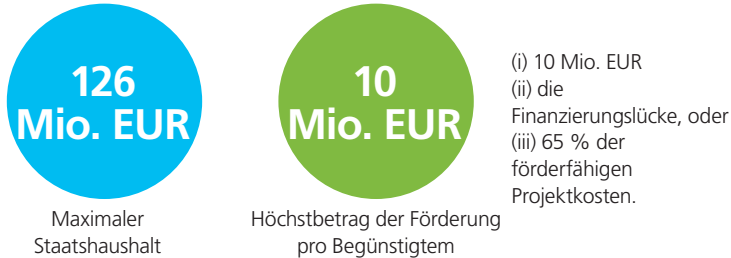 126
Mio. EUR
Maximaler
Staatshaushalt
10
Mio. EUR
Höchstbetrag der Förderung
pro Begünstigtem
(i) 10 Mio. EUR
(ii) die
Finanzierungslücke, oder
(iii) 65 % der
förderfähigen
Projektkosten.